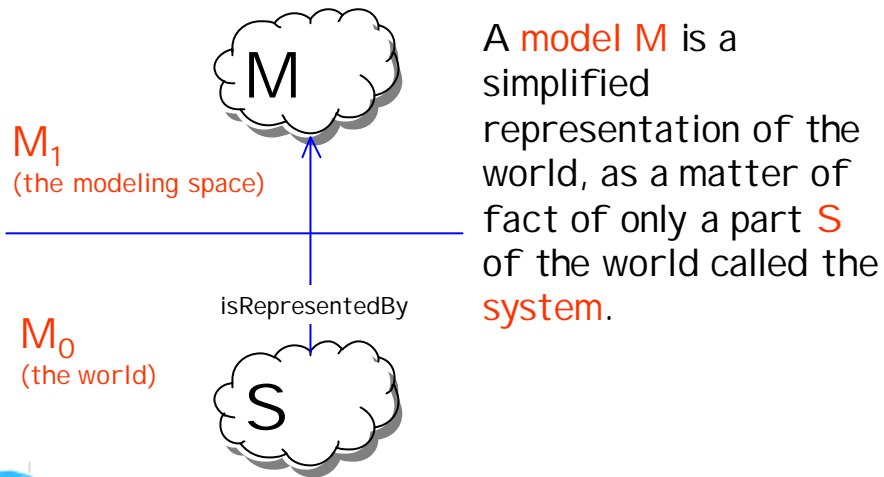 M
M₁
(the modeling space)
isRepresentedBy
M₀
(the world)
S
A model M is a
simplified
representation of the
world, as a matter of
fact of only a part S
of the world called the
system.